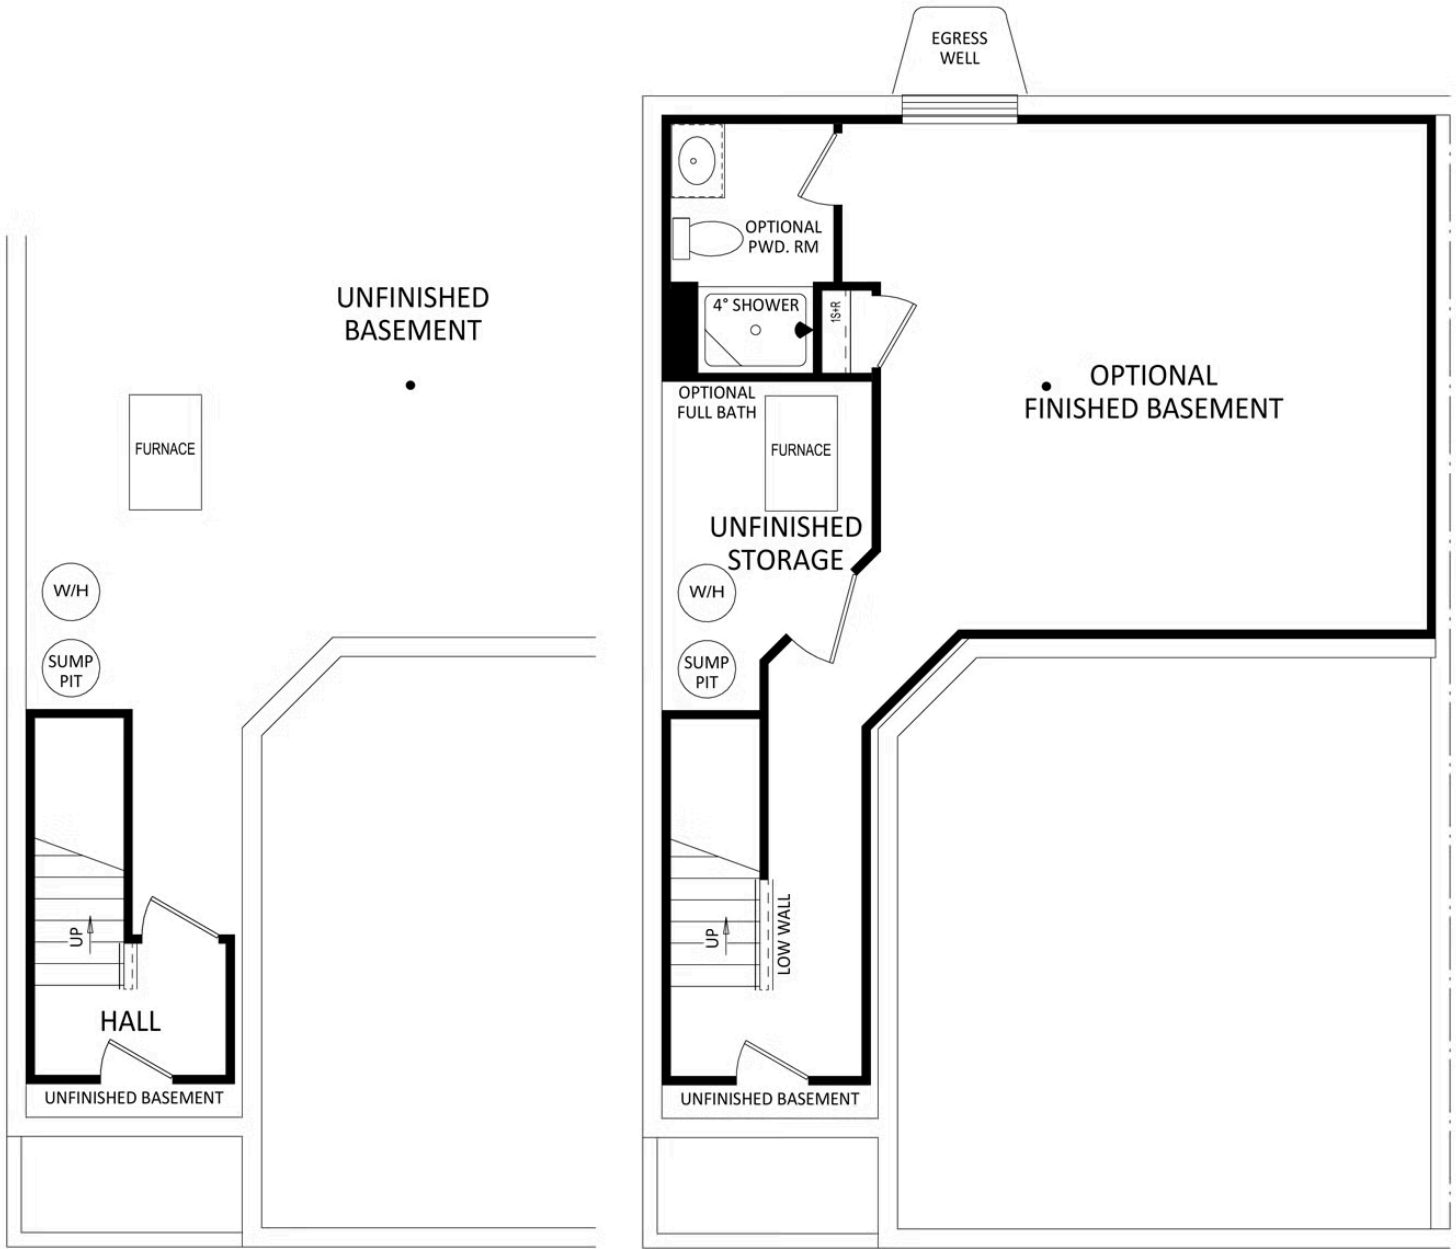 UNFINISHED
BASEMENT
FURNACE
W/H
SUMP
PIT
UP
HALL
UNFINISHED BASEMENT
EGRESS
WELL
OPTIONAL
PWD. RM
4° SHOWER
1S+R
OPTIONAL
FULL BATH
FURNACE
OPTIONAL
FINISHED BASEMENT
UNFINISHED
STORAGE
W/H
SUMP
PIT
UP
LOW WALL
UNFINISHED BASEMENT